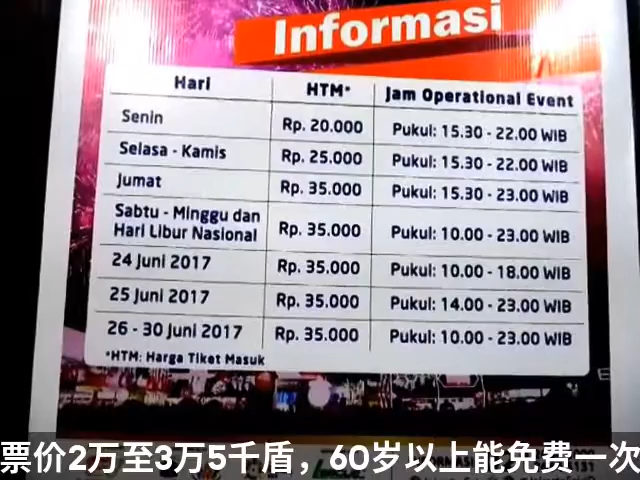 Informasi
Hari HTM* Jam Operational Event
Senin Rp. 20.000 Pukul: 15.30 - 22.00 WIB
Selasa - Kamis Rp. 25.000 Pukul: 15.30 - 22.00 WIB
Jumat Rp. 35.000 Pukul: 15.30 - 23.00 WIB
Sabtu - Minggu dan
Hari Libur Nasional Rp. 35.000 Pukul: 10.00 - 23.00 WIB
24 Juni 2017 Rp. 35.000 Pukul: 10.00 - 18.00 WIB
25 Juni 2017 Rp. 35.000 Pukul: 14.00 - 23.00 WIB
26 - 30 Juni 2017 Rp. 35.000 Pukul: 10.00 - 23.00 WIB
*HTM: Harga Tiket Masuk
票价2万至3万5千盾，60岁以上能免费一次